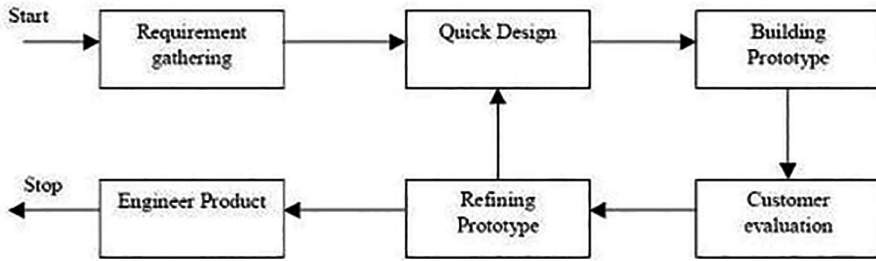 Start
Requirement
gathering
Quick Design
Building
Prototype
Stop
Engineer Product
Refining
Prototype
Customer
evaluation